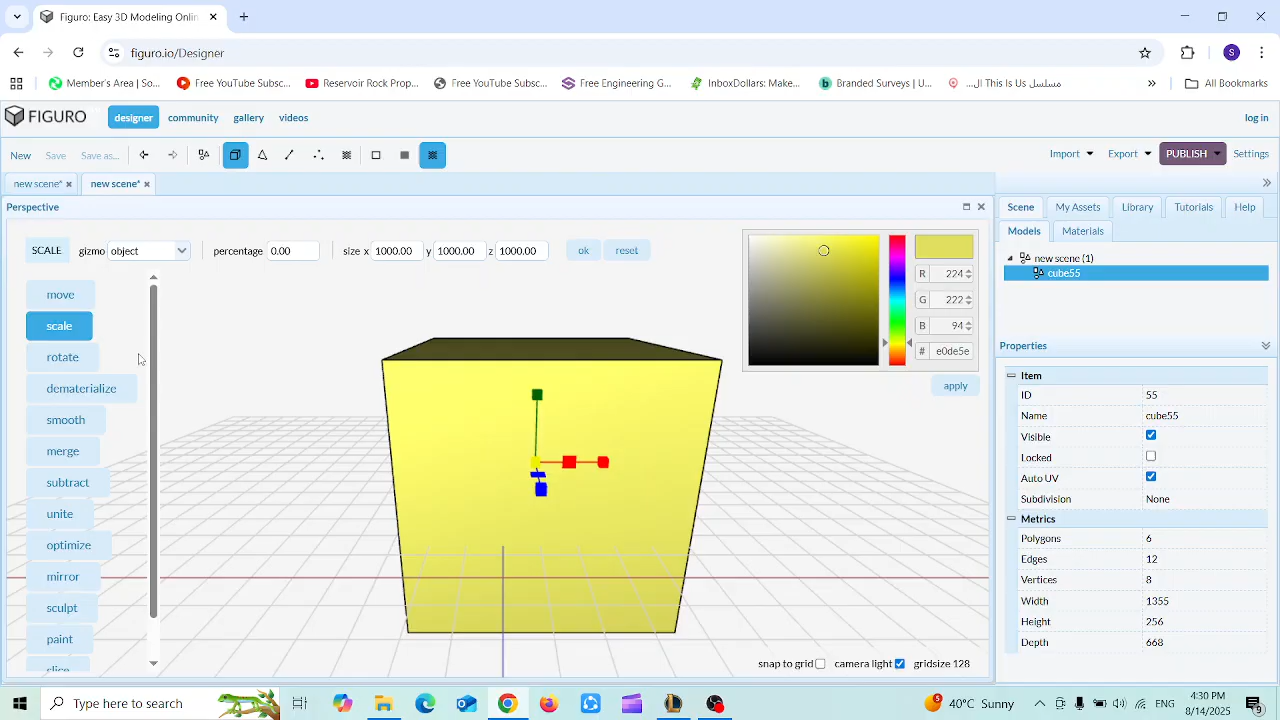 Figuro: Easy 3D Modeling Onlin
figuro.io/Designer
S
Member's Area | So...
Free YouTube Subsc...
Reservoir Rock Prop...
Free YouTube Subsc...
Free Engineering G...
InboxDollars: Make...
Branded Surveys | U...
مسلسل This Is Us ال...
»
All Bookmarks
FIGURO
designer
community
gallery
videos
log in
New
Save
Save as...
Import
Export
PUBLISH
Settings
new scene*
new scene*
Perspective
Scene
My Assets
Library
Tutorials
Help
Models
Materials
SCALE
gizmo
object
percentage
0.00
size x
1000.00
y
1000.00
z
1000.00
ok
reset
R
224
G
222
B
94
#
e0de5e
apply
new scene (1)
cube55
move
scale
rotate
dematerialize
smooth
merge
subtract
unite
optimize
mirror
sculpt
paint
slice
Properties
Item
ID
55
Name
cube55
Visible
Locked
Auto UV
Subdivision
None
Metrics
Polygons
6
Edges
12
Vertices
8
Width
1355
Height
256
Depth
668
snap to grid
camera light
gridsize 128
Type here to search
40°C Sunny
4:30 PM
8/14/2025